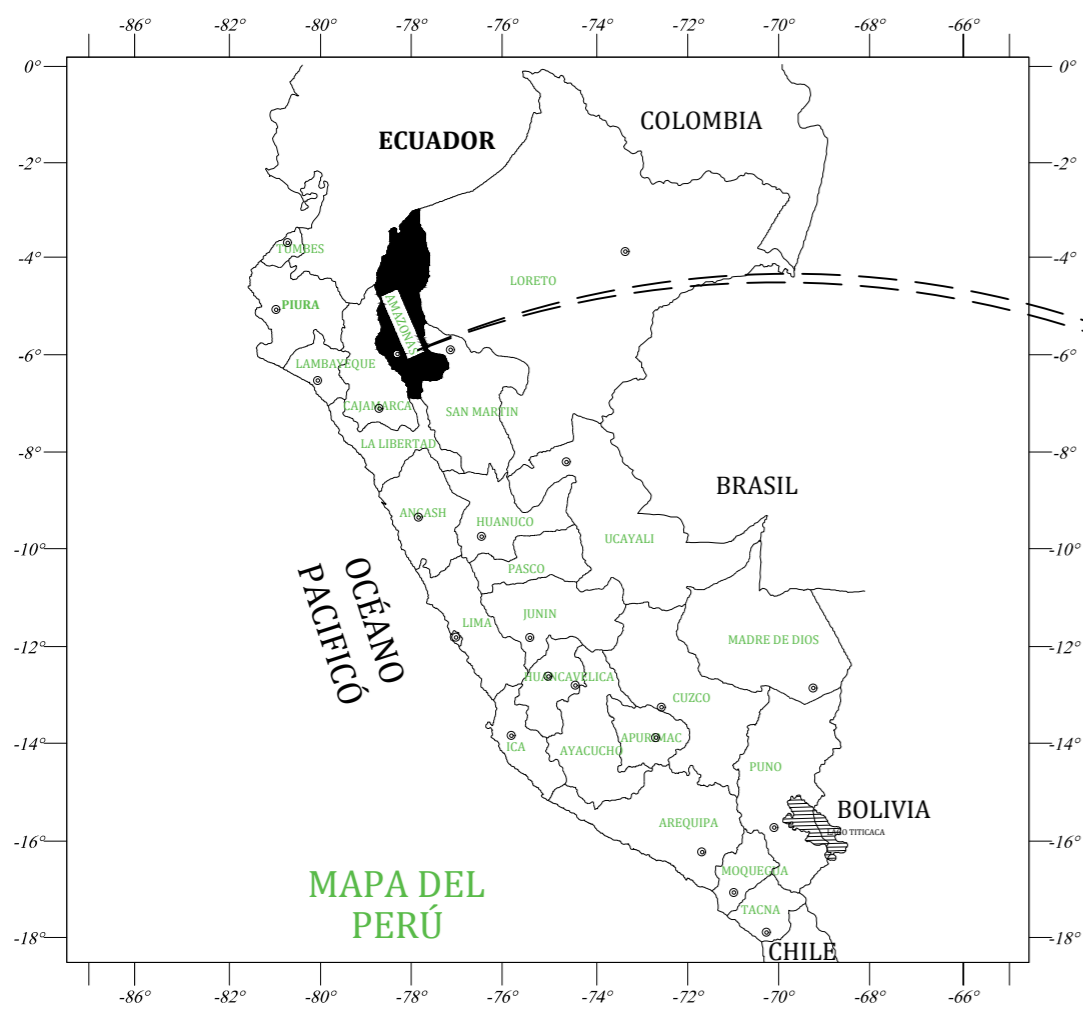 -86° -82° -80° -78° -76° -74° -72° -70° -68° -66°
0° 0°
COLOMBIA
ECUADOR
-2° -2°
TUMBES
-4° -4°
LORETO
PIURA
AMAZONAS
-6° -6°
LAMBAYEQUE
CAJAMARCA
SAN MARTIN
LA LIBERTAD
-8° -8°
BRASIL
ANCASH
HUANUCO
UCAYALI
-10° -10°
PASCO
OCÉANO
PACIFICÓ
JUNIN
LIMA
MADRE DE DIOS
-12° -12°
HUANCAVELICA
CUZCO
-14° -14°
ICA
AYACUCHO
APURIMAC
PUNO
BOLIVIA
AREQUIPA
LAGO TITICACA
-16° -16°
MOQUEGUA
MAPA DEL
PERÚ
TACNA
-18° -18°
CHILE
-86° -82° -80° -78° -76° -74° -72° -70° -68° -66°